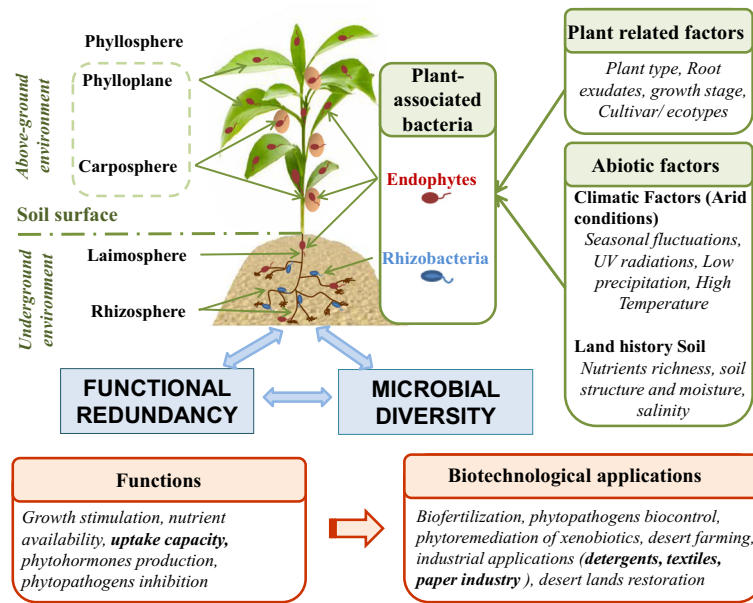 Phyllosphere
Phylloplane
Carposphere
Above-ground
environment
Soil surface
Underground
environment
Laimosphere
Rhizosphere
Plant-
associated
bacteria
Endophytes
Rhizobacteria
Plant related factors
Plant type, Root
exudates, growth stage,
Cultivar/ ecotypes
Abiotic factors
Climatic Factors (Arid
conditions)
Seasonal fluctuations,
UV radiations, Low
precipitation, High
Temperature
Land history Soil
Nutrients richness, soil
structure and moisture,
salinity
FUNCTIONAL
REDUNDANCY
MICROBIAL
DIVERSITY
Functions
Growth stimulation, nutrient
availability, uptake capacity,
phytohormones production,
phytopathogens inhibition
Biotechnological applications
Biofertilization, phytopathogens biocontrol,
phytoremediation of xenobiotics, desert farming,
industrial applications (detergents, textiles,
paper industry ), desert lands restoration